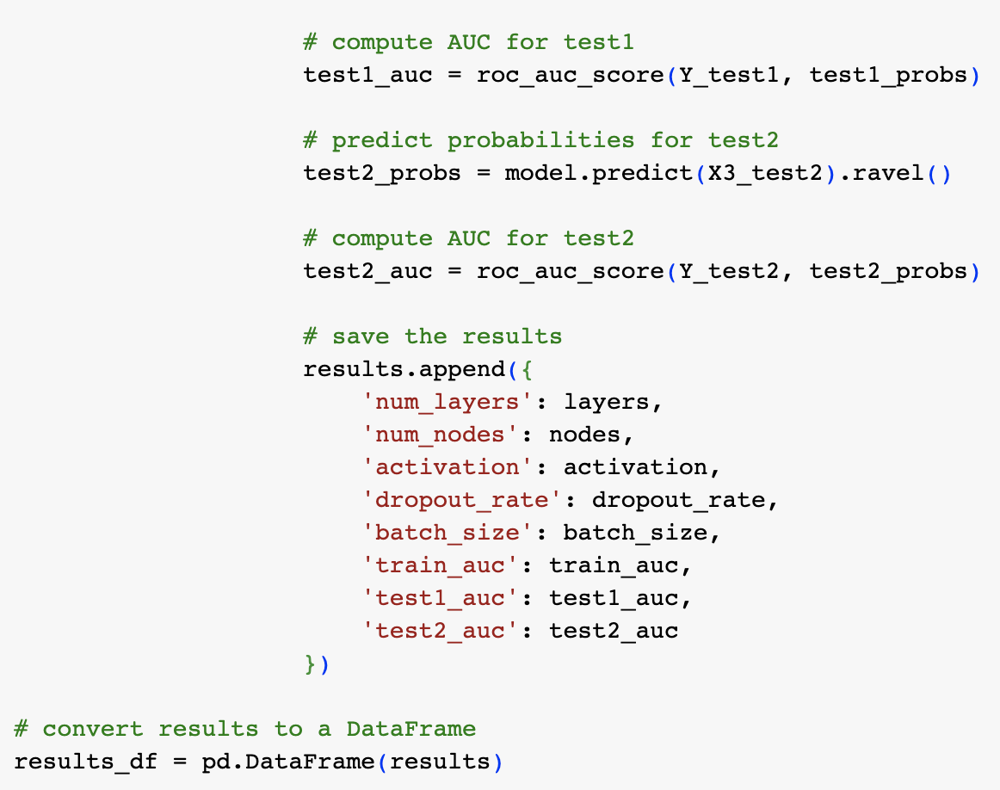 # compute AUC for test1
test1_auc = roc_auc_score(Y_test1, test1_probs)
# predict probabilities for test2
test2_probs = model.predict(X3_test2).ravel()
# compute AUC for test2
test2_auc = roc_auc_score(Y_test2, test2_probs)
# save the results
results.append({
'num_layers': layers,
'num_nodes': nodes,
'activation': activation,
'dropout_rate': dropout_rate,
'batch_size': batch_size,
'train_auc': train_auc,
'test1_auc': test1_auc,
'test2_auc': test2_auc
})
# convert results to a DataFrame
results_df = pd.DataFrame(results)